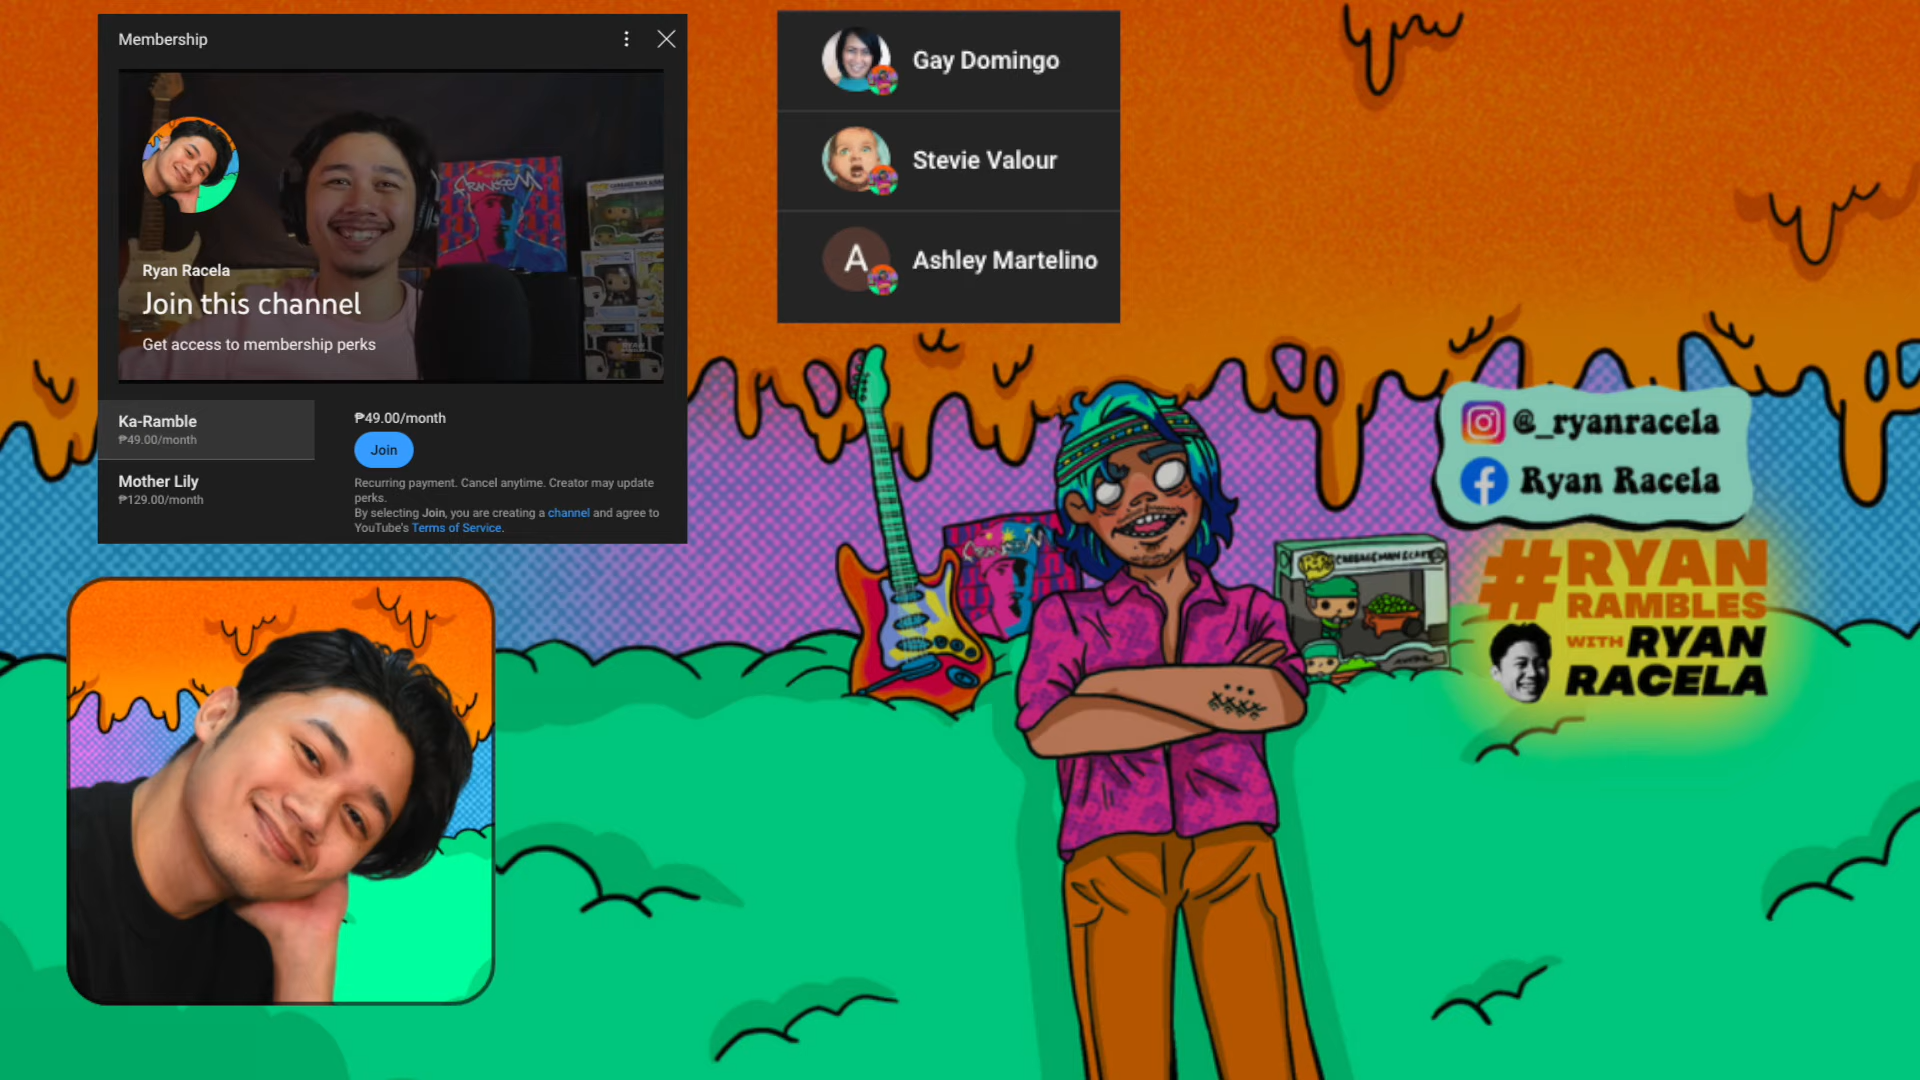 Membership
Ryan Racela
Join this channel
Get access to membership perks
Ka-Ramble
₱49.00/month
Mother Lily
₱129.00/month
₱49.00/month
Join
Recurring payment. Cancel anytime. Creator may update
perks.
By selecting Join, you are creating a channel and agree to
YouTube's Terms of Service.
Gay Domingo
Stevie Valour
A
Ashley Martelino
@_ryanracela
Ryan Racela
#RYAN
RAMBLES
WITH RYAN
RACELA